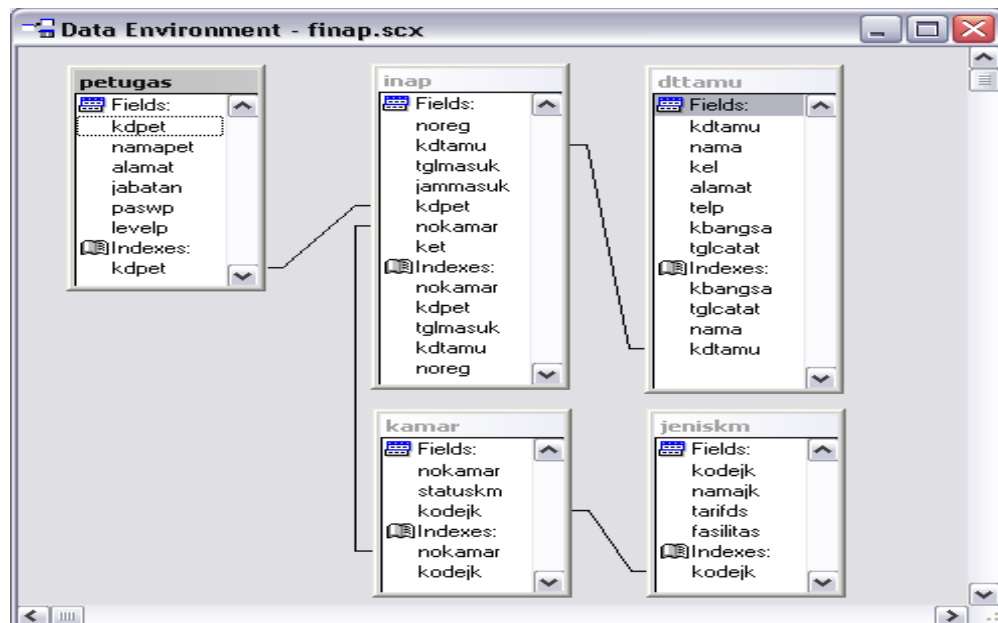 Data Environment - finap.scx
petugas
Fields:
kdpet
namapet
alamat
jabatan
paswp
levelp
Indexes:
kdpet
inap
Fields:
noreg
kdtamu
tglmasuk
jammasuk
kdpet
nokamar
ket
Indexes:
nokamar
kdpet
tglmasuk
kdtamu
noreg
dttamu
Fields:
kdtamu
nama
kel
alamat
telp
kbangsa
tglcatat
Indexes:
kbangsa
tglcatat
nama
kdtamu
kamar
Fields:
nokamar
statuskm
kodejk
Indexes:
nokamar
kodejk
jeniskm
Fields:
kodejk
namajk
tarifds
fasilitas
Indexes:
kodejk